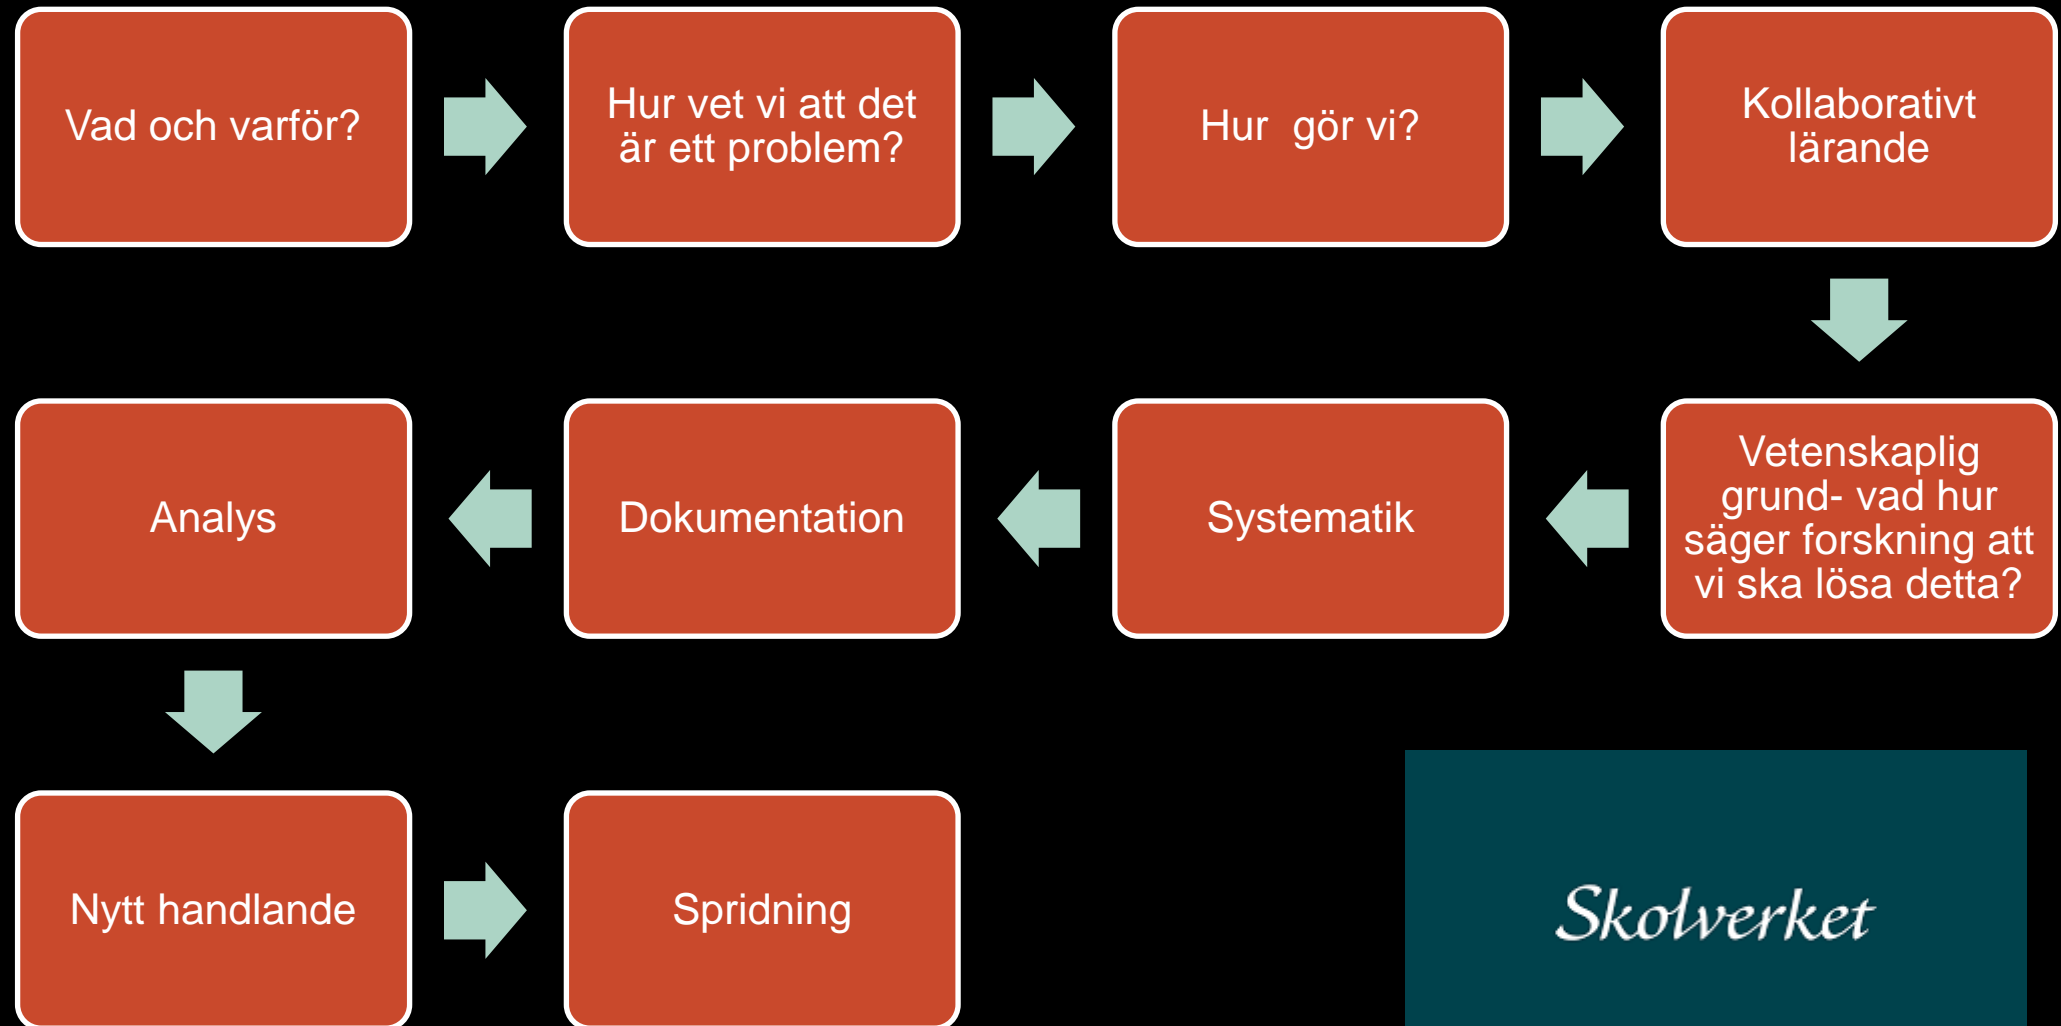 Vad och varför?
Hur vet vi att det
är ett problem?
Hur gör vi?
Kollaborativt
lärande
Vetenskaplig
grund- vad hur
säger forskning att
vi ska lösa detta?
Systematik
Dokumentation
Analys
Nytt handlande
Spridning
Skolverket